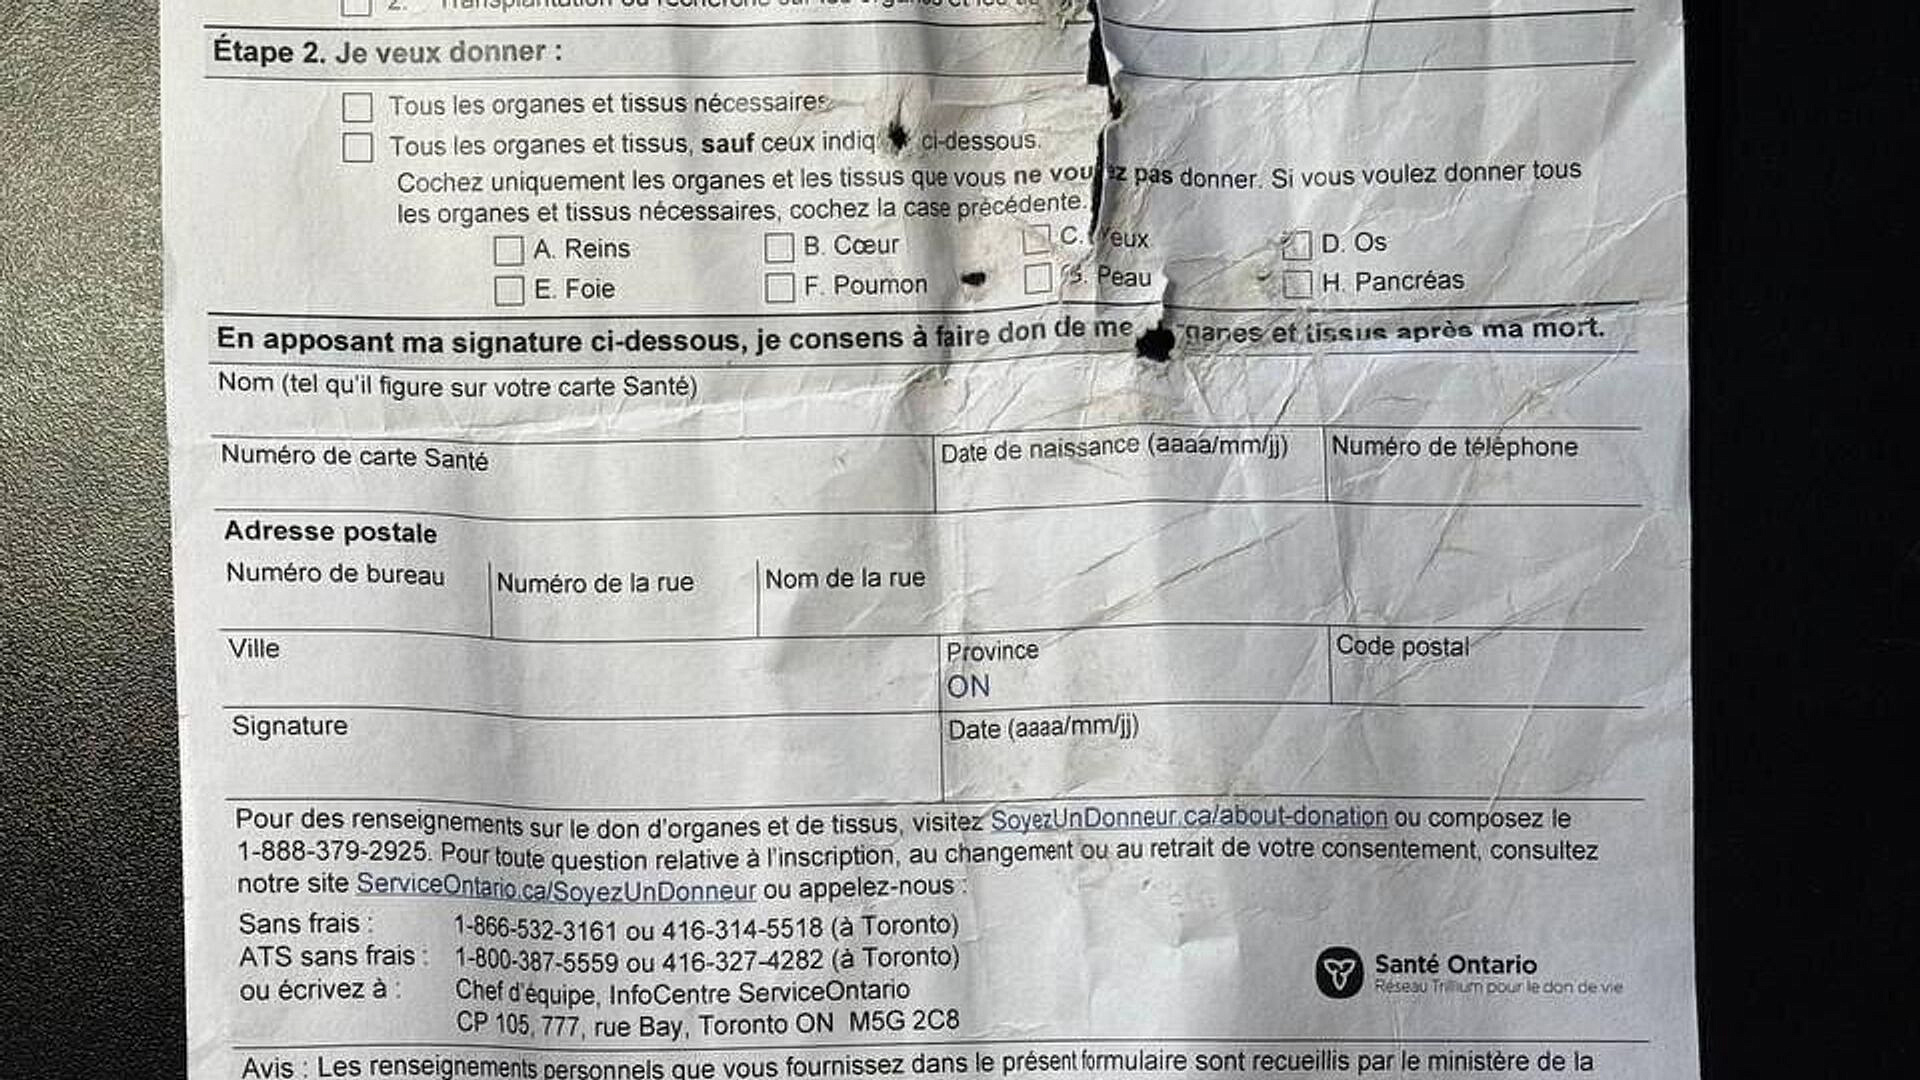 2. Transplantation ou recherche sur les organes et les
Étape 2. Je veux donner :
Tous les organes et tissus nécessaires
Tous les organes et tissus, sauf ceux indiq ci-dessous.
Cochez uniquement les organes et les tissus que vous ne voulez pas donner. Si vous voulez donner tous
les organes et tissus nécessaires, cochez la case précédente.
A. Reins B. Cœur C. Yeux D. Os
E. Foie F. Poumon G. Peau H. Pancréas
En apposant ma signature ci-dessous, je consens à faire don de me ganes et tissus après ma mort.
Nom (tel qu'il figure sur votre carte Santé)
Numéro de carte Santé Date de naissance (aaaa/mm/jj) Numéro de téléphone
Adresse postale
Numéro de bureau Numéro de la rue Nom de la rue
Ville Province Code postal
ON
Signature Date (aaaa/mm/jj)
Pour des renseignements sur le don d'organes et de tissus, visitez SoyezUnDonneur.ca/about-donation ou composez le
1-888-379-2925. Pour toute question relative à l'inscription, au changement ou au retrait de votre consentement, consultez
notre site ServiceOntario.ca/SoyezUnDonneur ou appelez-nous :
Sans frais : 1-866-532-3161 ou 416-314-5518 (à Toronto)
ATS sans frais : 1-800-387-5559 ou 416-327-4282 (à Toronto)
ou écrivez à : Chef d'équipe, InfoCentre ServiceOntario
CP 105, 777, rue Bay, Toronto ON M5G 2C8
Santé Ontario
Réseau Trillium pour le don de vie
Avis : Les renseignements personnels que vous fournissez dans le présent formulaire sont recueillis par le ministère de la